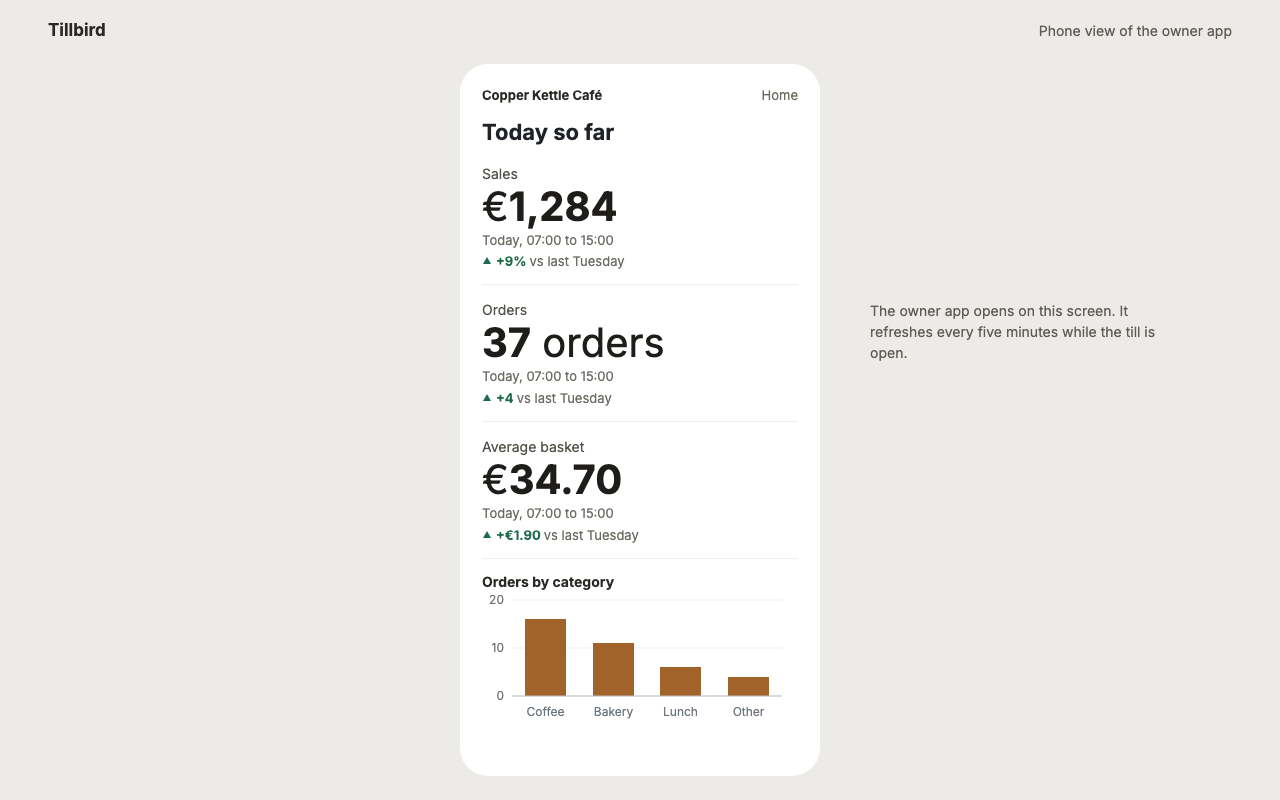 Tillbird
Phone view of the owner app
Copper Kettle Café
Home
Today so far
Sales
€1,284
Today, 07:00 to 15:00
▲ +9% vs last Tuesday
Orders
37 orders
Today, 07:00 to 15:00
▲ +4 vs last Tuesday
Average basket
€34.70
Today, 07:00 to 15:00
▲ +€1.90 vs last Tuesday
Orders by category
20
10
0
Coffee Bakery Lunch Other
The owner app opens on this screen. It
refreshes every five minutes while the till is
open.